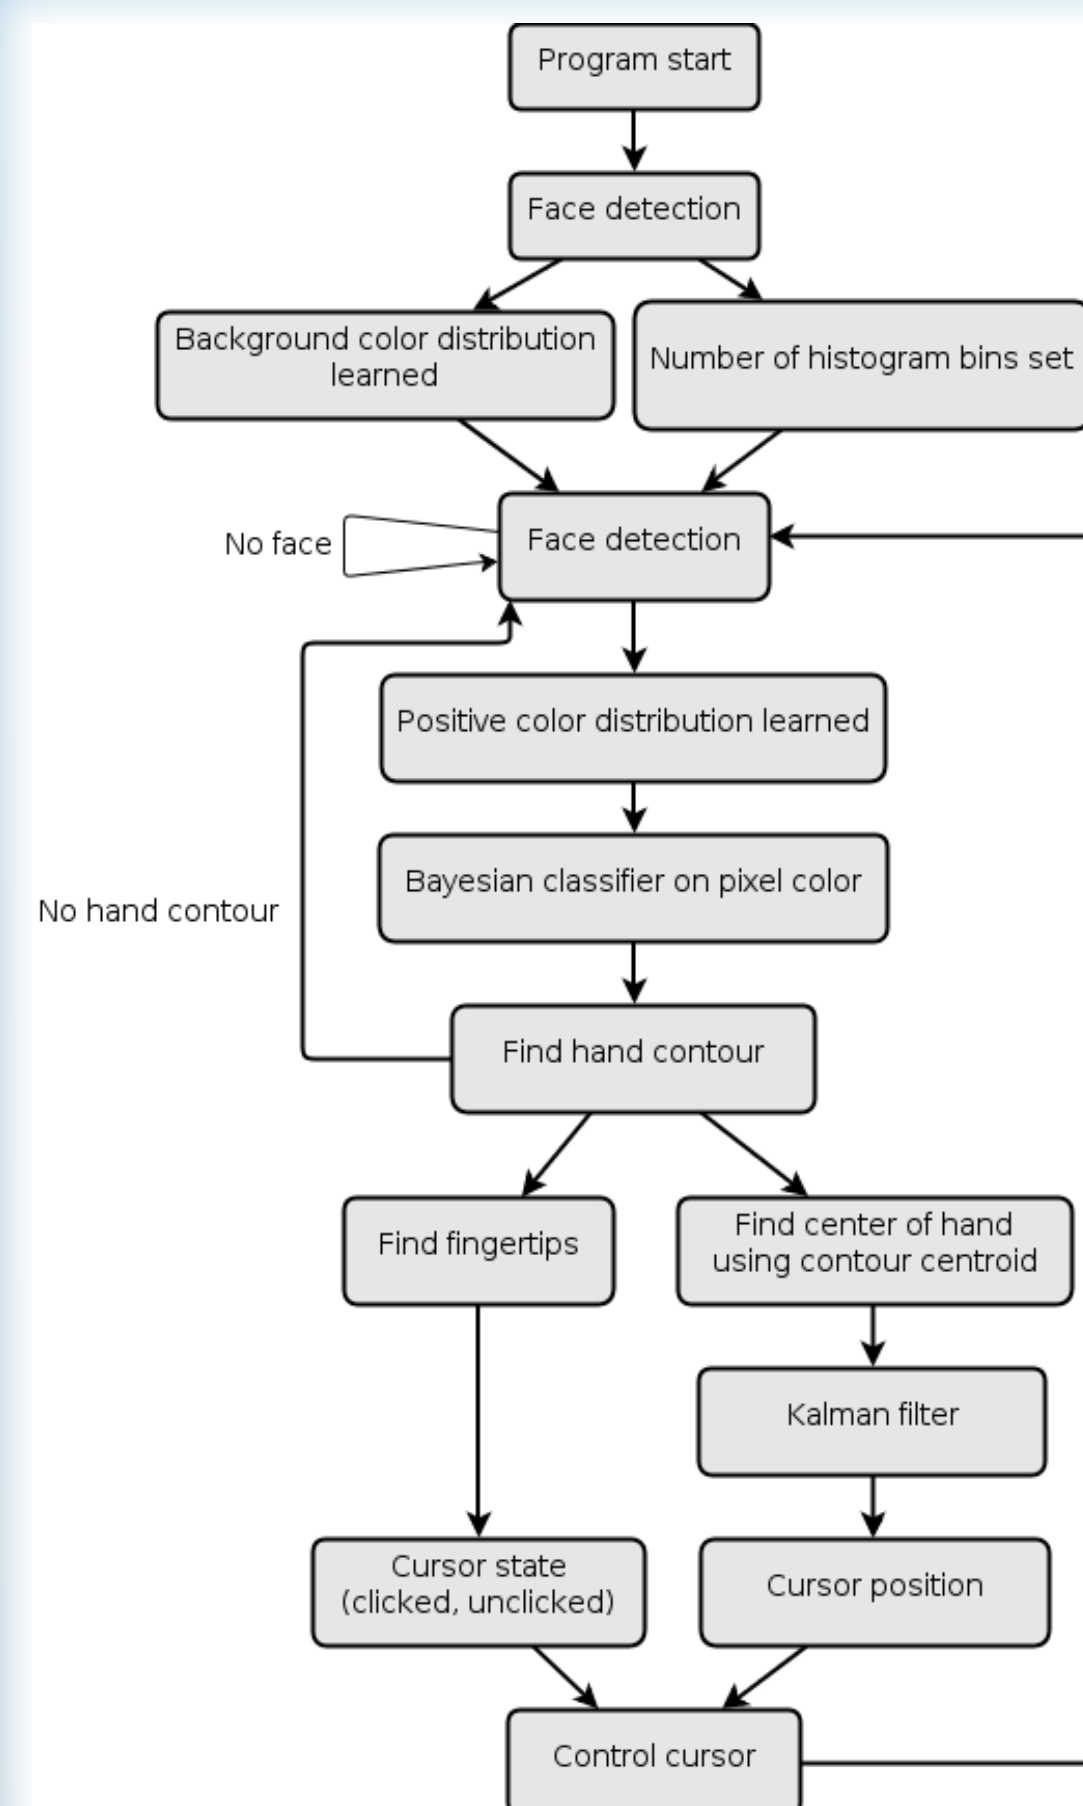 Program start
Face detection
Background color distribution
learned
Number of histogram bins set
No face
Face detection
Positive color distribution learned
Bayesian classifier on pixel color
No hand contour
Find hand contour
Find fingertips
Find center of hand
using contour centroid
Kalman filter
Cursor state
(clicked, unclicked)
Cursor position
Control cursor